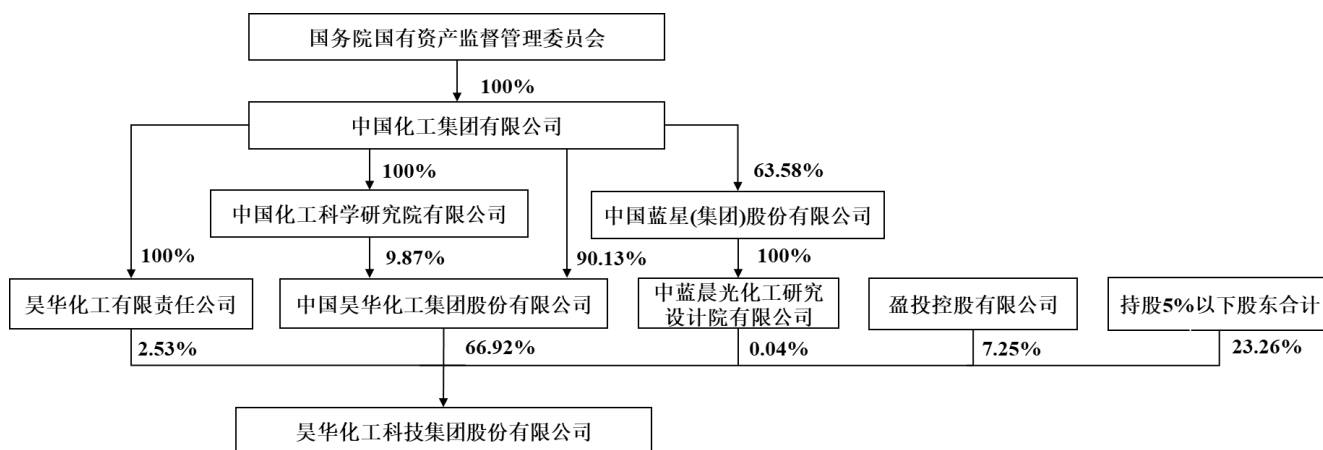 国务院国有资产监督管理委员会
100%
中国化工集团有限公司
100%
63.58%
中国化工科学研究院有限公司
中国蓝星(集团)股份有限公司
100%
9.87%
90.13%
100%
昊华化工有限责任公司
中国昊华化工集团股份有限公司
中蓝晨光化工研究
设计院有限公司
盈投控股有限公司
持股5%以下股东合计
2.53%
66.92%
0.04%
7.25%
23.26%
昊华化工科技集团股份有限公司